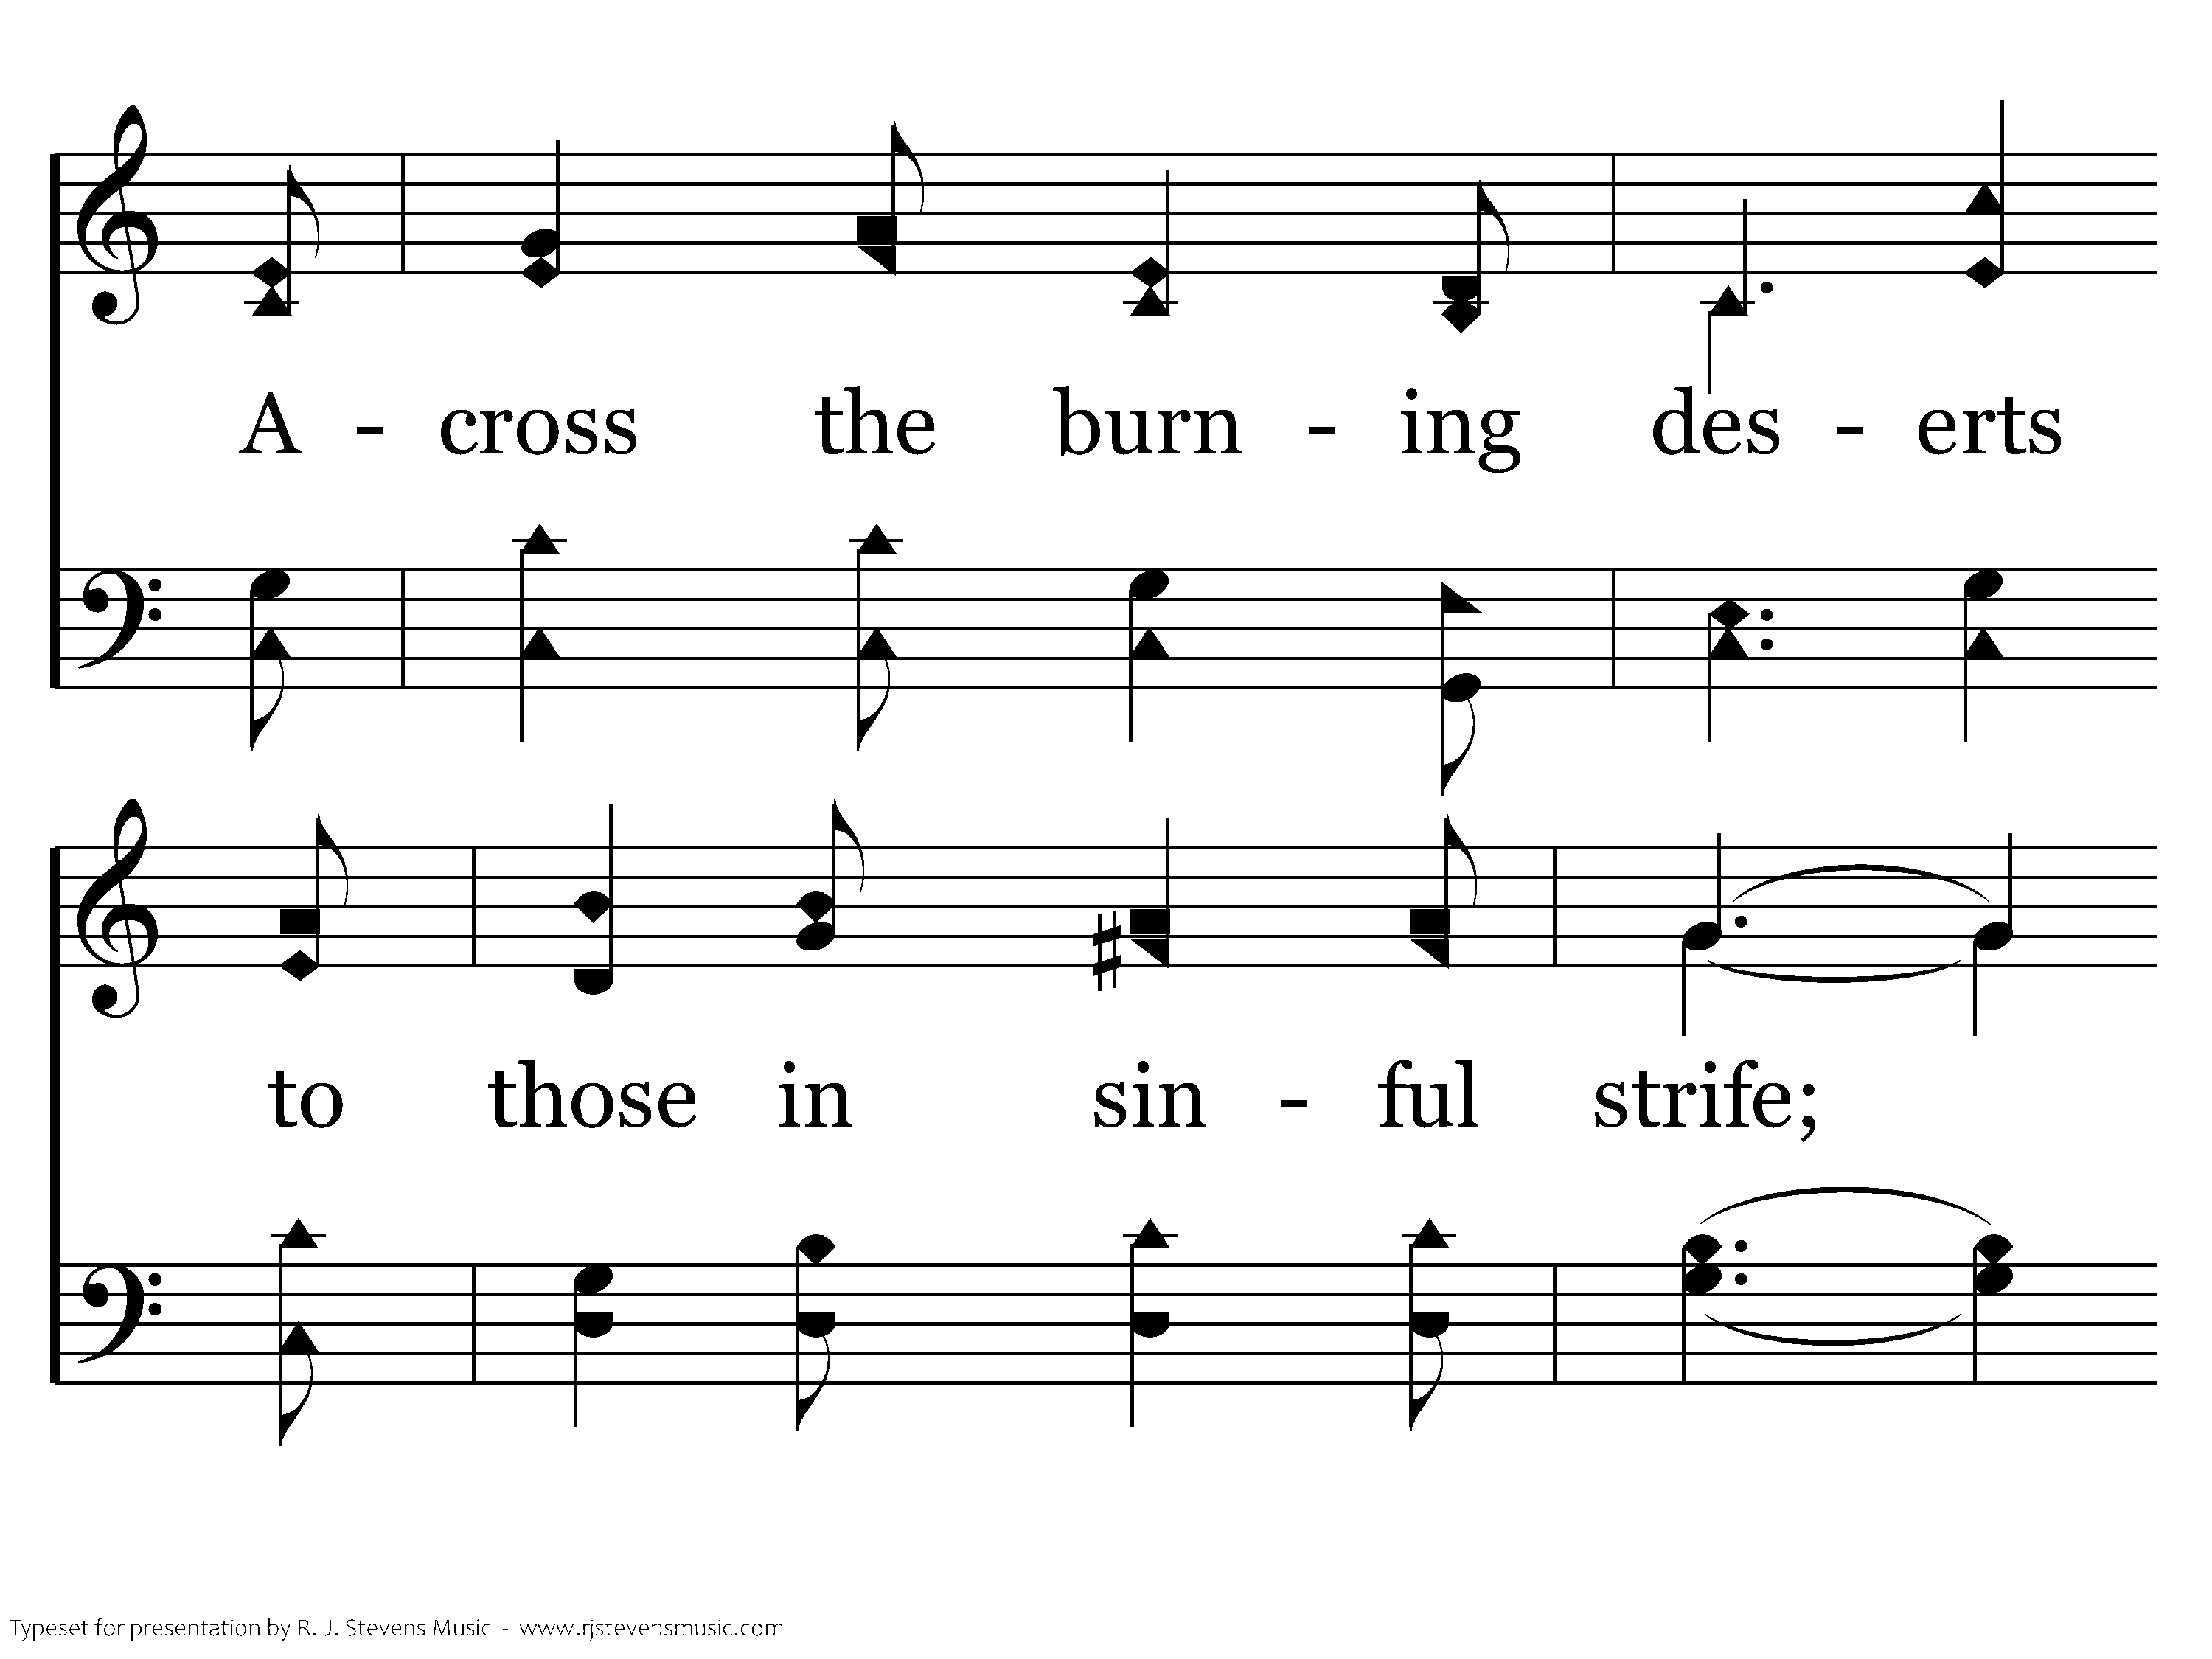 A - cross the burn - ing des - erts
to those in sin - ful strife;
Typeset for presentation by R. J. Stevens Music - www.rjstevensmusic.com